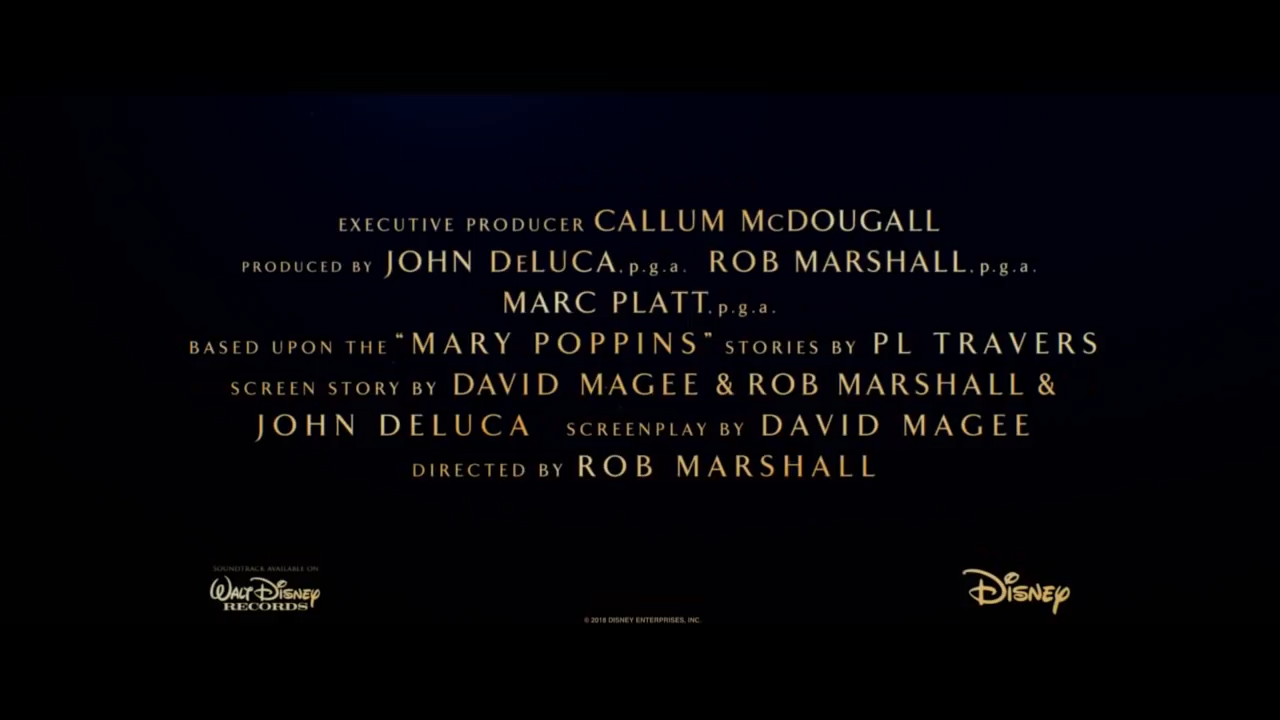 EXECUTIVE PRODUCER CALLUM McDOUGALL
PRODUCED BY JOHN DeLUCA, p.g.a. ROB MARSHALL, p.g.a.
MARC PLATT, p.g.a.
BASED UPON THE “MARY POPPINS” STORIES BY PL TRAVERS
SCREEN STORY BY DAVID MAGEE & ROB MARSHALL &
JOHN DELUCA SCREENPLAY BY DAVID MAGEE
DIRECTED BY ROB MARSHALL
SOUNDTRACK AVAILABLE ON
WALT DISNEY
RECORDS
DISNEY
© 2018 DISNEY ENTERPRISES, INC.